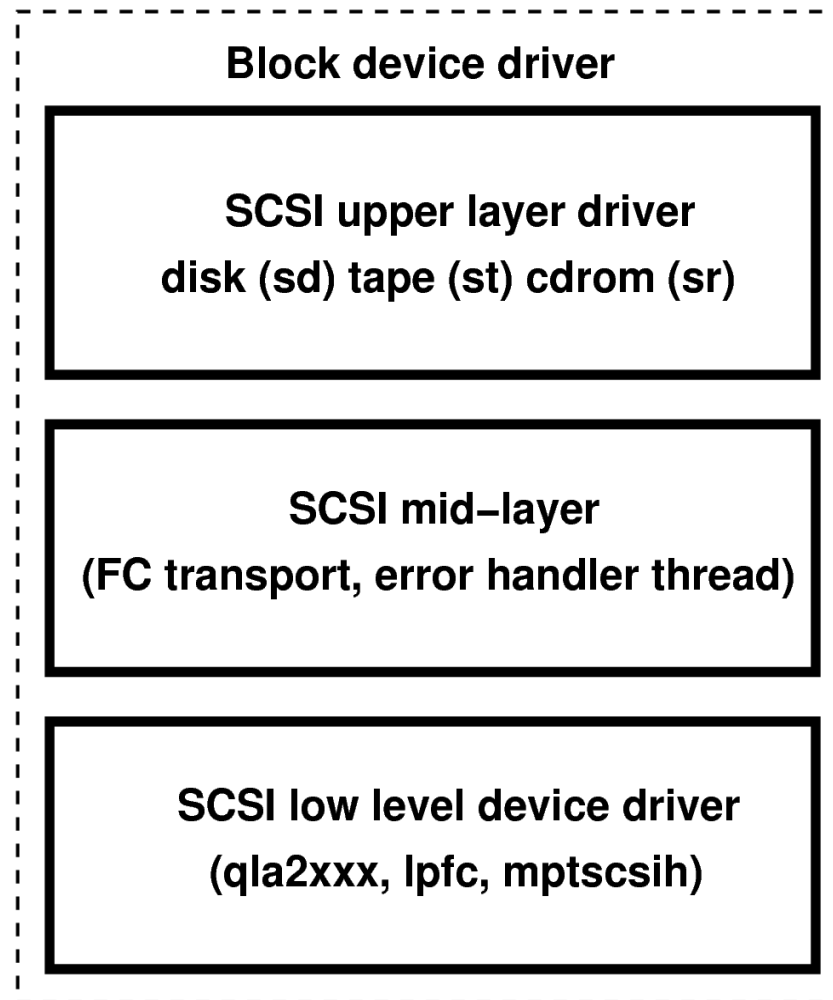 Block device driver
SCSI upper layer driver
disk (sd) tape (st) cdrom (sr)
SCSI mid−layer
(FC transport, error handler thread)
SCSI low level device driver
(qla2xxx, lpfc, mptscsih)